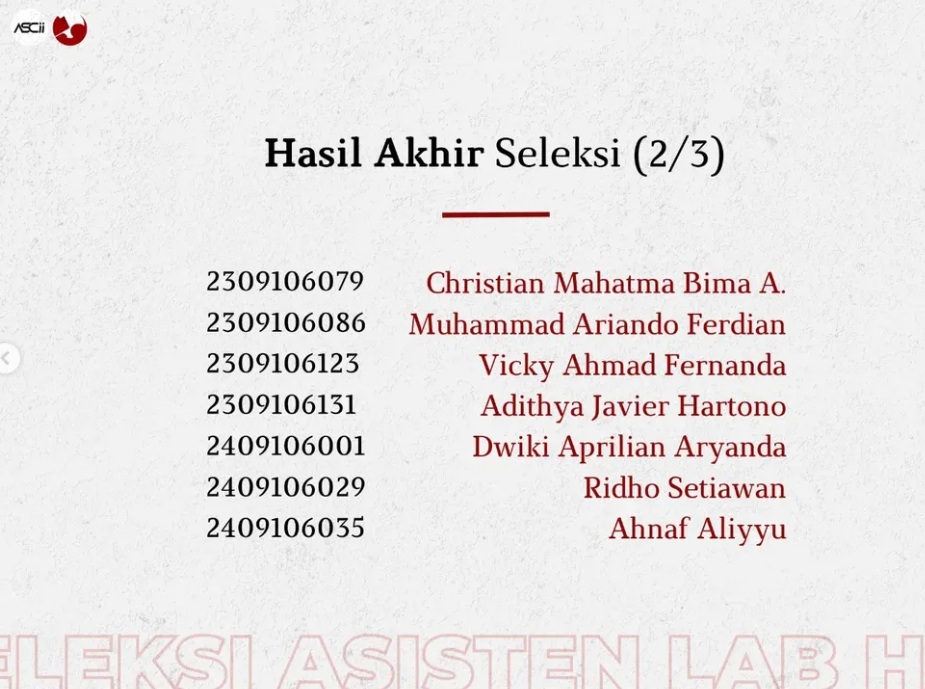 ASCii
Hasil Akhir Seleksi (2/3)
2309106079 Christian Mahatma Bima A.
2309106086 Muhammad Ariando Ferdian
2309106123 Vicky Ahmad Fernanda
2309106131 Adithya Javier Hartono
2409106001 Dwiki Aprilian Aryanda
2409106029 Ridho Setiawan
2409106035 Ahnaf Aliyyu
ELEKSI ASISTEN LAB H